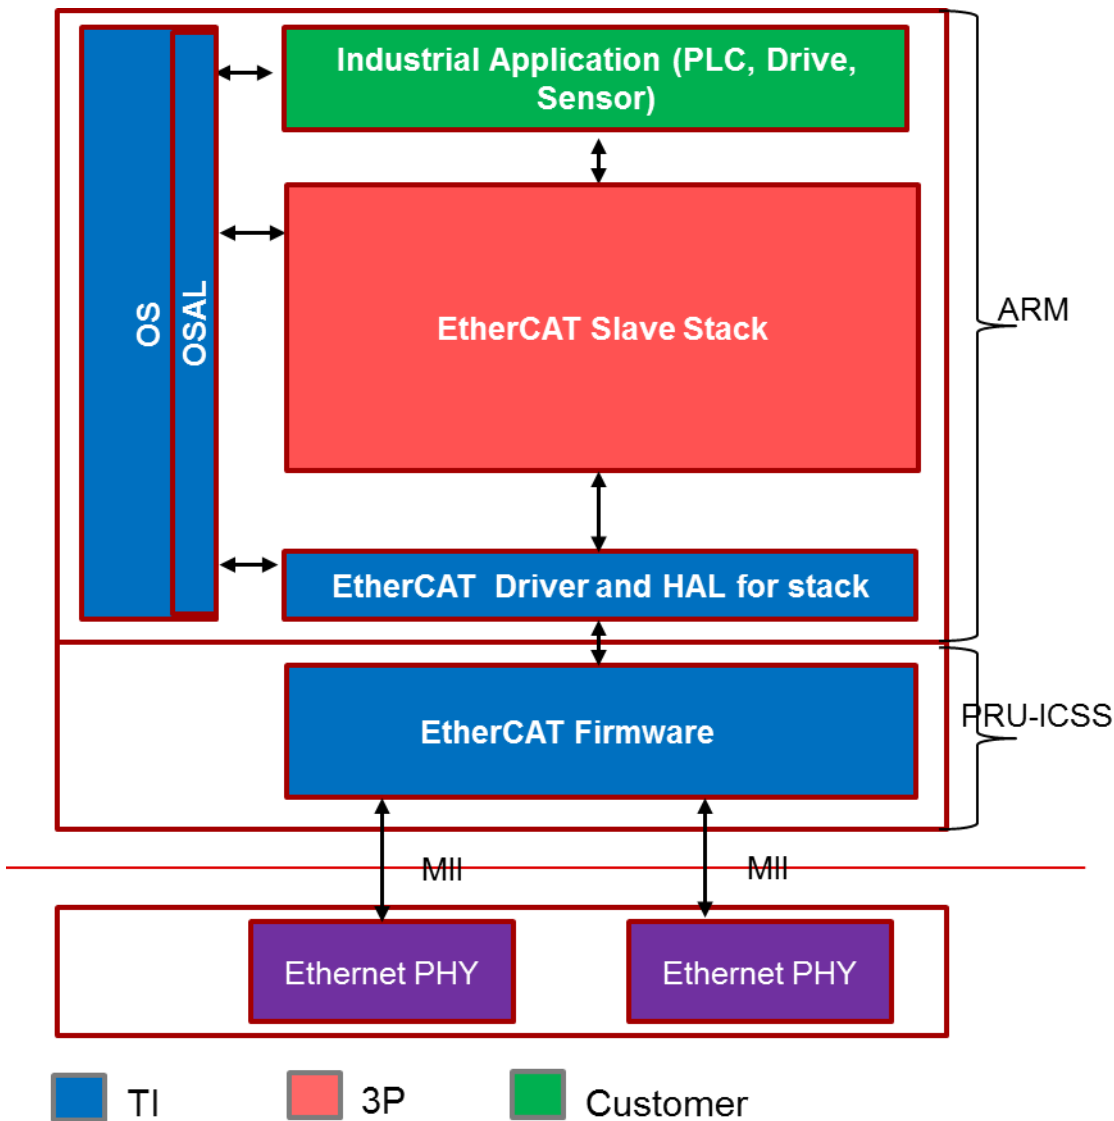 Industrial Application (PLC, Drive,
Sensor)
OS
OSAL
EtherCAT Slave Stack
ARM
EtherCAT Driver and HAL for stack
EtherCAT Firmware
PRU-ICSS
MII
MII
Ethernet PHY
Ethernet PHY
TI
3P
Customer